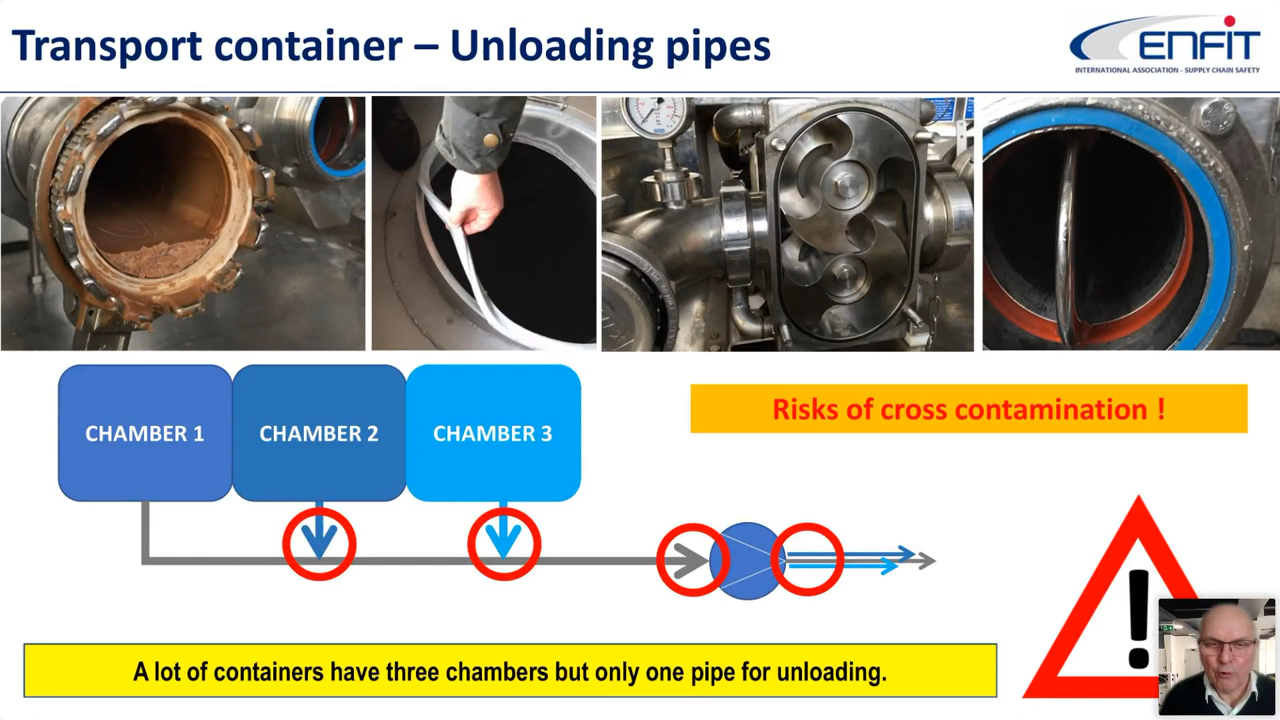 Transport container – Unloading pipes
ENFIT
INTERNATIONAL ASSOCIATION - SUPPLY CHAIN SAFETY
CHAMBER 1
CHAMBER 2
CHAMBER 3
Risks of cross contamination !
A lot of containers have three chambers but only one pipe for unloading.